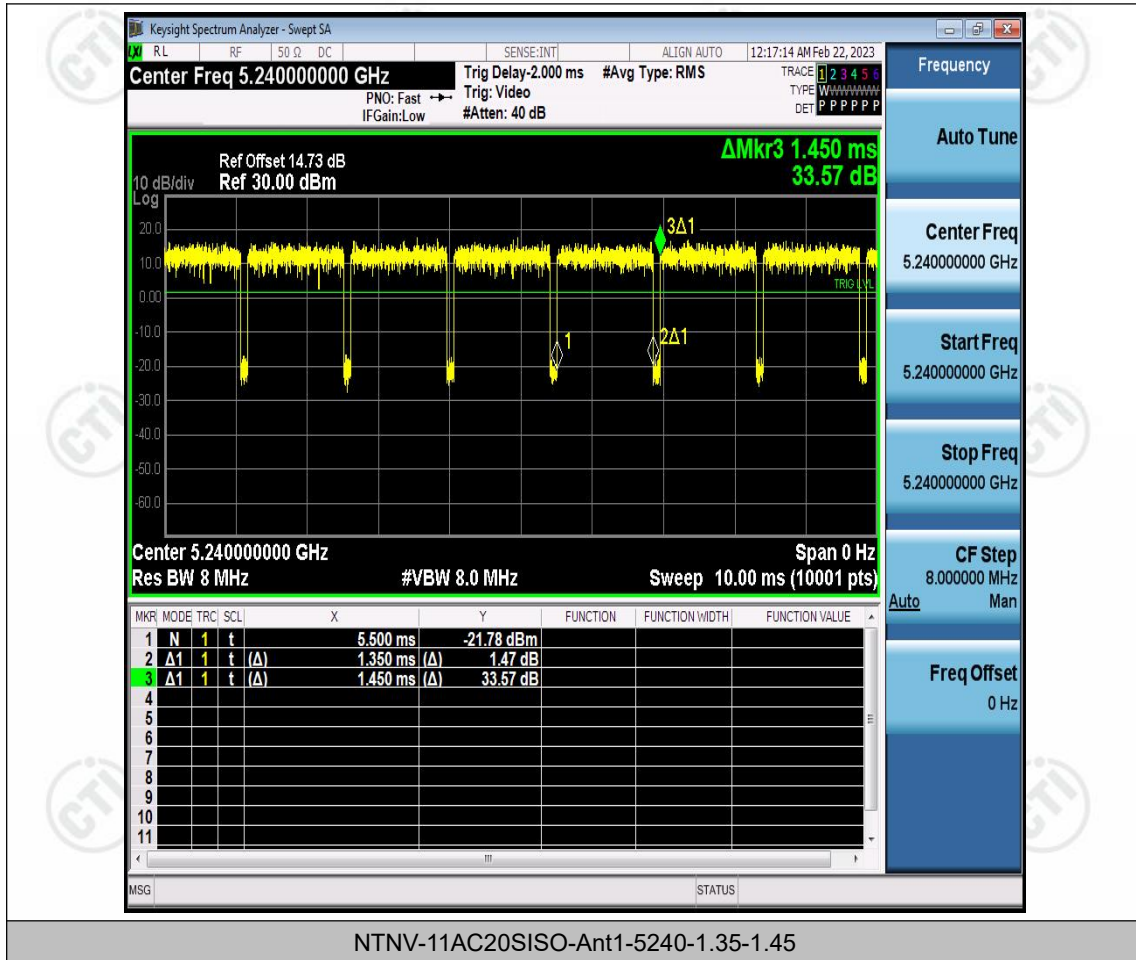 Keysight Spectrum Analyzer - Swept SA
LXI RL RF 50 Ω DC SENSE:INT ALIGN AUTO 12:17:14 AM Feb 22, 2023
Center Freq 5.240000000 GHz
PNO: Fast
IFGain:Low
Trig Delay-2.000 ms
Trig: Video
#Atten: 40 dB
#Avg Type: RMS
TRACE 1 2 3 4 5 6
TYPE WWWWWW
DET P P P P P P
ΔMkr3 1.450 ms
33.57 dB
Ref Offset 14.73 dB
10 dB/div Ref 30.00 dBm
Log
20.0
10.0
0.00
-10.0
-20.0
-30.0
-40.0
-50.0
-60.0
3Δ1
TRIG LVL
1
2Δ1
Center 5.240000000 GHz Span 0 Hz
Res BW 8 MHz #VBW 8.0 MHz Sweep 10.00 ms (10001 pts)
MKR MODE TRC SCL X Y FUNCTION FUNCTION WIDTH FUNCTION VALUE
1 N 1 t 5.500 ms -21.78 dBm
2 Δ1 1 t (Δ) 1.350 ms (Δ) 1.47 dB
3 Δ1 1 t (Δ) 1.450 ms (Δ) 33.57 dB
4
5
6
7
8
9
10
11
MSG STATUS
Frequency
Auto Tune
Center Freq
5.240000000 GHz
Start Freq
5.240000000 GHz
Stop Freq
5.240000000 GHz
CF Step
8.000000 MHz
Auto Man
Freq Offset
0 Hz
NTNV-11AC20SISO-Ant1-5240-1.35-1.45
CTI
CTI
CTI
CTI
CTI
CTI